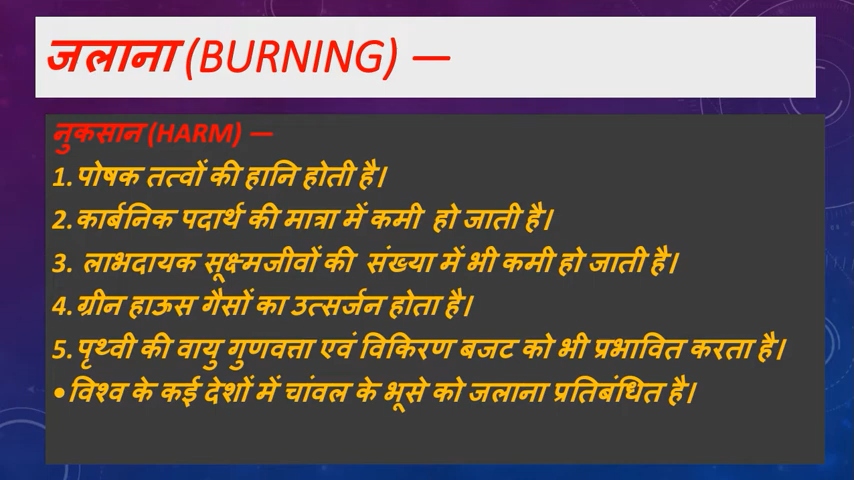 जलाना (BURNING) —
नुकसान (HARM) —
1. पोषक तत्वों की हानि होती है।
2. कार्बनिक पदार्थ की मात्रा में कमी हो जाती है।
3. लाभदायक सूक्ष्मजीवों की संख्या में भी कमी हो जाती है।
4. ग्रीन हाऊस गैसों का उत्सर्जन होता है।
5. पृथ्वी की वायु गुणवत्ता एवं विकिरण बजट को भी प्रभावित करता है।
•विश्व के कई देशों में चांवल के भूसे को जलाना प्रतिबंधित है।